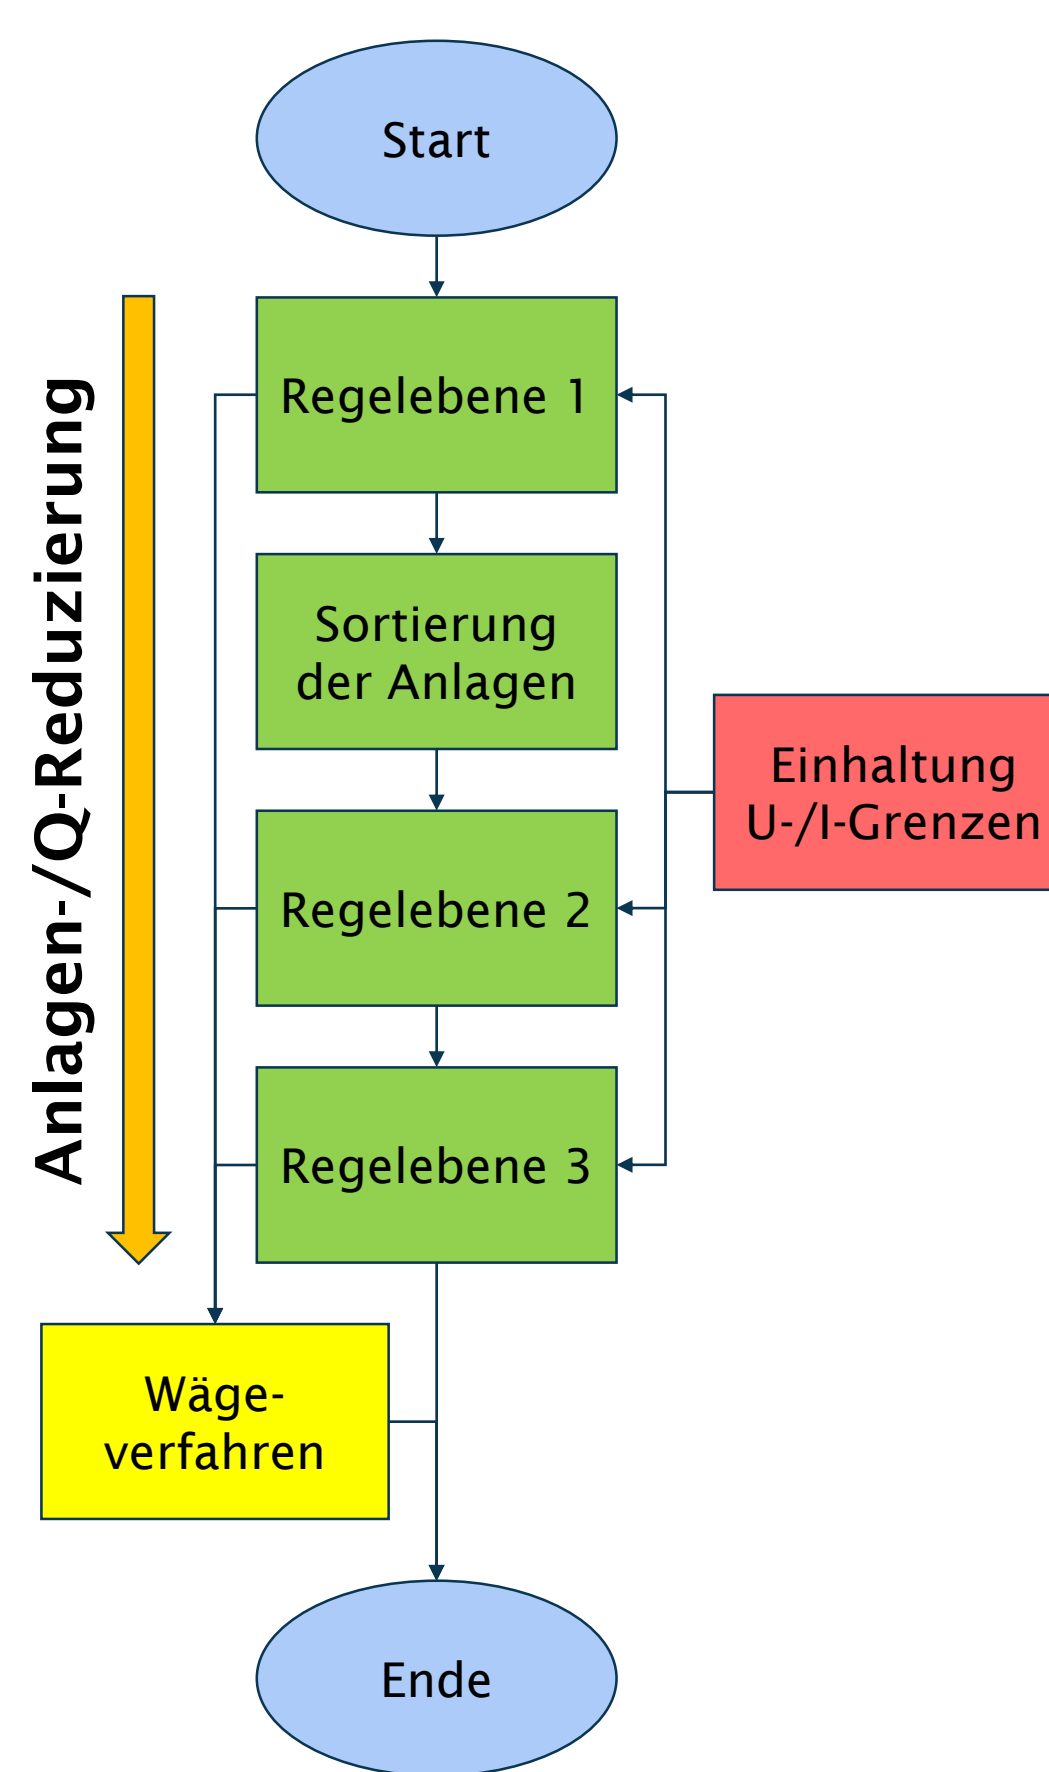 Start
Anlagen-/Q-Reduzierung
Regelebene 1
Sortierung
der Anlagen
Einhaltung
U-/I-Grenzen
Regelebene 2
Regelebene 3
Wäge-
verfahren
Ende